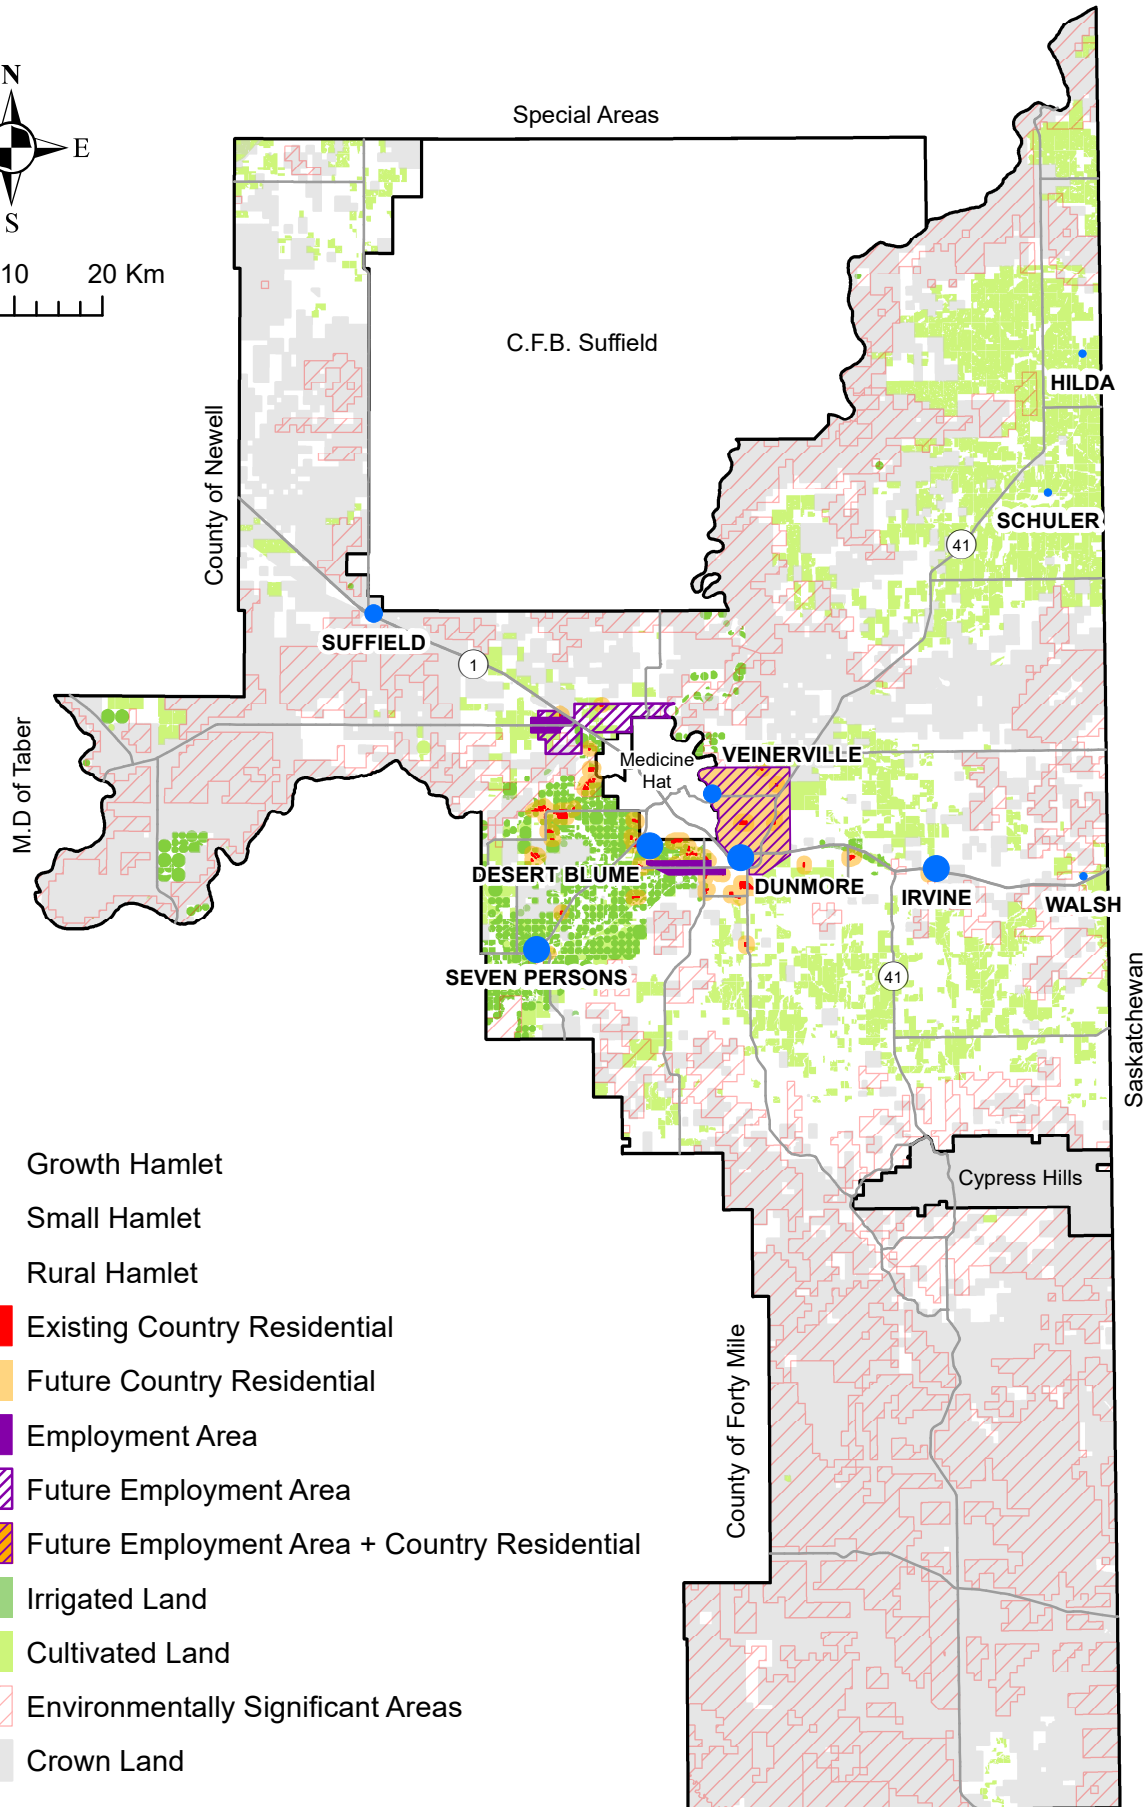 N
E
S
10 20 Km
Special Areas
C.F.B. Suffield
County of Newell
HILDA
SCHULER
41
SUFFIELD
1
M.D of Taber
VEINERVILLE
Medicine
Hat
DESERT BLUME
DUNMORE
IRVINE
WALSH
SEVEN PERSONS
41
Saskatchewan
Cypress Hills
County of Forty Mile
Growth Hamlet
Small Hamlet
Rural Hamlet
Existing Country Residential
Future Country Residential
Employment Area
Future Employment Area
Future Employment Area + Country Residential
Irrigated Land
Cultivated Land
Environmentally Significant Areas
Crown Land